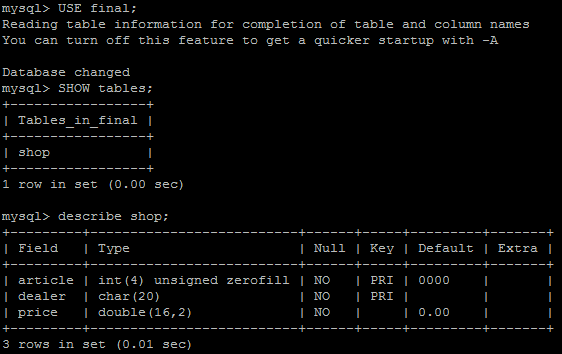 mysql> USE final;
Reading table information for completion of table and column names
You can turn off this feature to get a quicker startup with -A

Database changed
mysql> SHOW tables;
+-----------------+
| Tables_in_final |
+-----------------+
| shop            |
+-----------------+
1 row in set (0.00 sec)

mysql> describe shop;
+---------+--------------------------+------+-----+---------+-------+
| Field   | Type                     | Null | Key | Default | Extra |
+---------+--------------------------+------+-----+---------+-------+
| article | int(4) unsigned zerofill | NO   | PRI | 0000    |       |
| dealer  | char(20)                 | NO   | PRI |         |       |
| price   | double(16,2)             | NO   |     | 0.00    |       |
+---------+--------------------------+------+-----+---------+-------+
3 rows in set (0.01 sec)